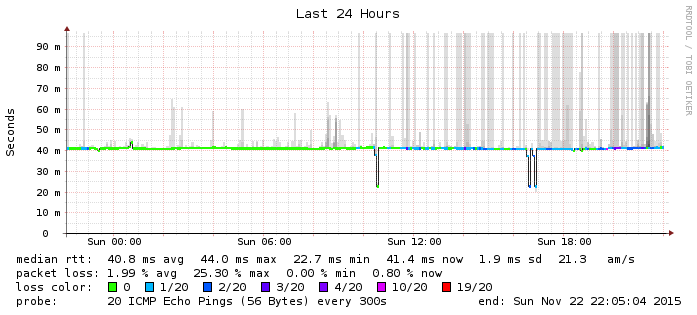 Last 24 Hours
RRDTOOL / TOBI OETIKER
Seconds
90 m
80 m
70 m
60 m
50 m
40 m
30 m
20 m
10 m
0
Sun 00:00 Sun 06:00 Sun 12:00 Sun 18:00
median rtt: 40.8 ms avg 44.0 ms max 22.7 ms min 41.4 ms now 1.9 ms sd 21.3 am/s
packet loss: 1.99 % avg 25.30 % max 0.00 % min 0.80 % now
loss color: 0 1/20 2/20 3/20 4/20 10/20 19/20
probe: 20 ICMP Echo Pings (56 Bytes) every 300s end: Sun Nov 22 22:05:04 2015